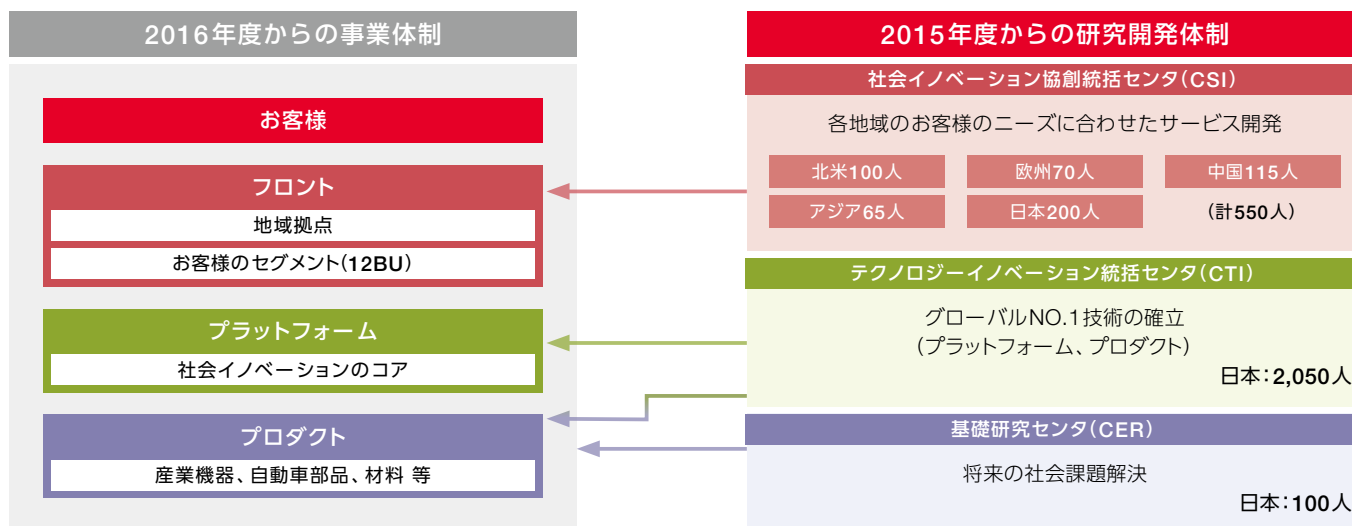 2016年度からの事業体制
お客様
フロント
地域拠点
お客様のセグメント(12BU)
プラットフォーム
社会イノベーションのコア
プロダクト
産業機器、自動車部品、材料 等
2015年度からの研究開発体制
社会イノベーション協創統括センタ(CSI)
各地域のお客様のニーズに合わせたサービス開発
北米100人 欧州70人 中国115人
アジア65人 日本200人 (計550人)
テクノロジーイノベーション統括センタ(CTI)
グローバルNO.1技術の確立
(プラットフォーム、プロダクト)
日本:2,050人
基礎研究センタ(CER)
将来の社会課題解決
日本:100人